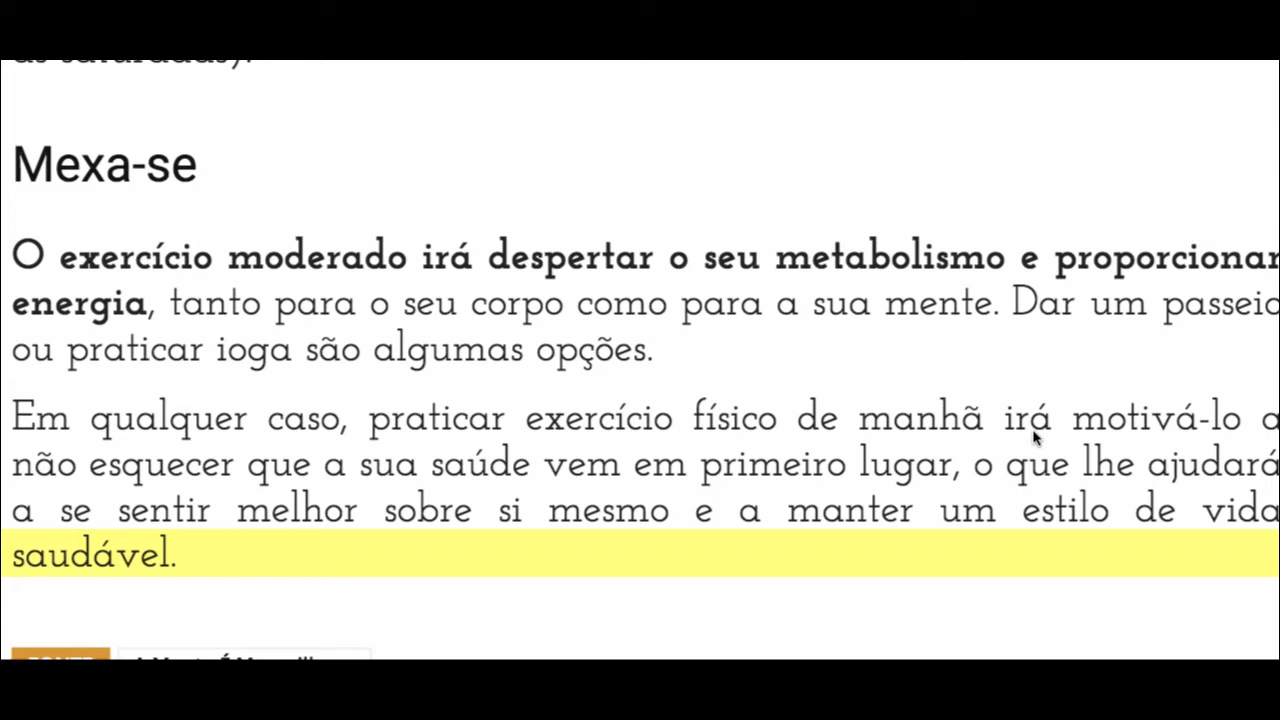 Mexa-se
O exercício moderado irá despertar o seu metabolismo e proporcionar
energia, tanto para o seu corpo como para a sua mente. Dar um passeio
ou praticar ioga são algumas opções.
Em qualquer caso, praticar exercício físico de manhã irá motivá-lo a
não esquecer que a sua saúde vem em primeiro lugar, o que lhe ajudará
a se sentir melhor sobre si mesmo e a manter um estilo de vida
saudável.